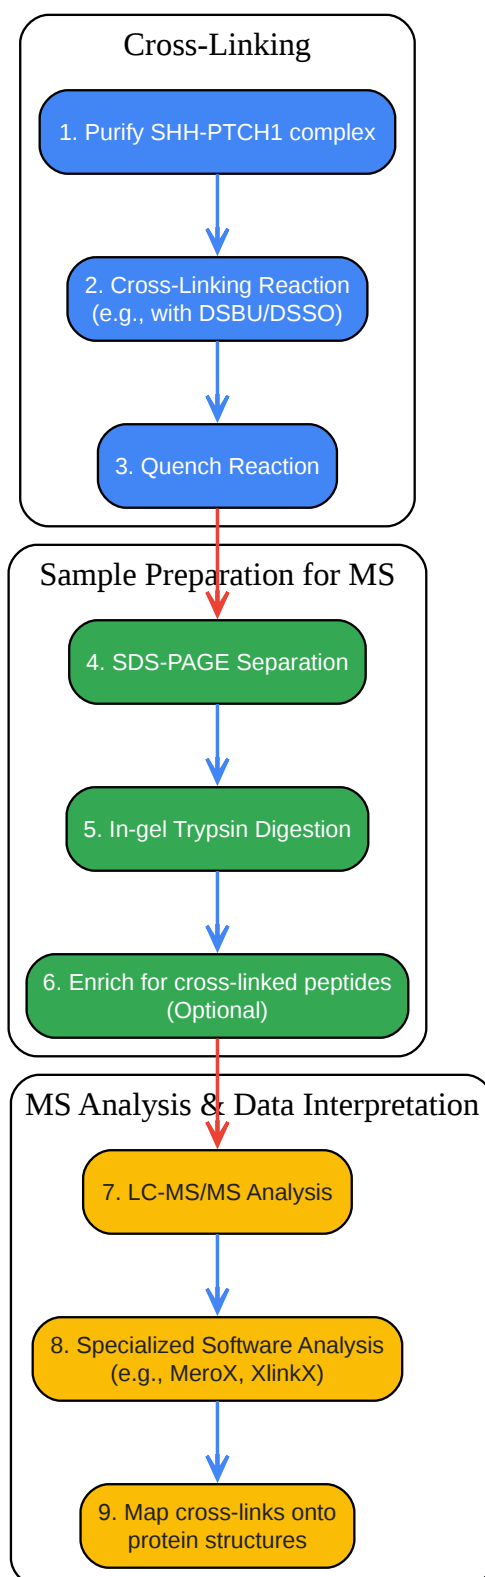 Cross-Linking
1. Purify SHH-PTCH1 complex
2. Cross-Linking Reaction
(e.g., with DSBU/DSSO)
3. Quench Reaction
Sample Preparation for MS
4. SDS-PAGE Separation
5. In-gel Trypsin Digestion
6. Enrich for cross-linked peptides
(Optional)
MS Analysis & Data Interpretation
7. LC-MS/MS Analysis
8. Specialized Software Analysis
(e.g., MeroX, XlinkX)
9. Map cross-links onto
protein structures